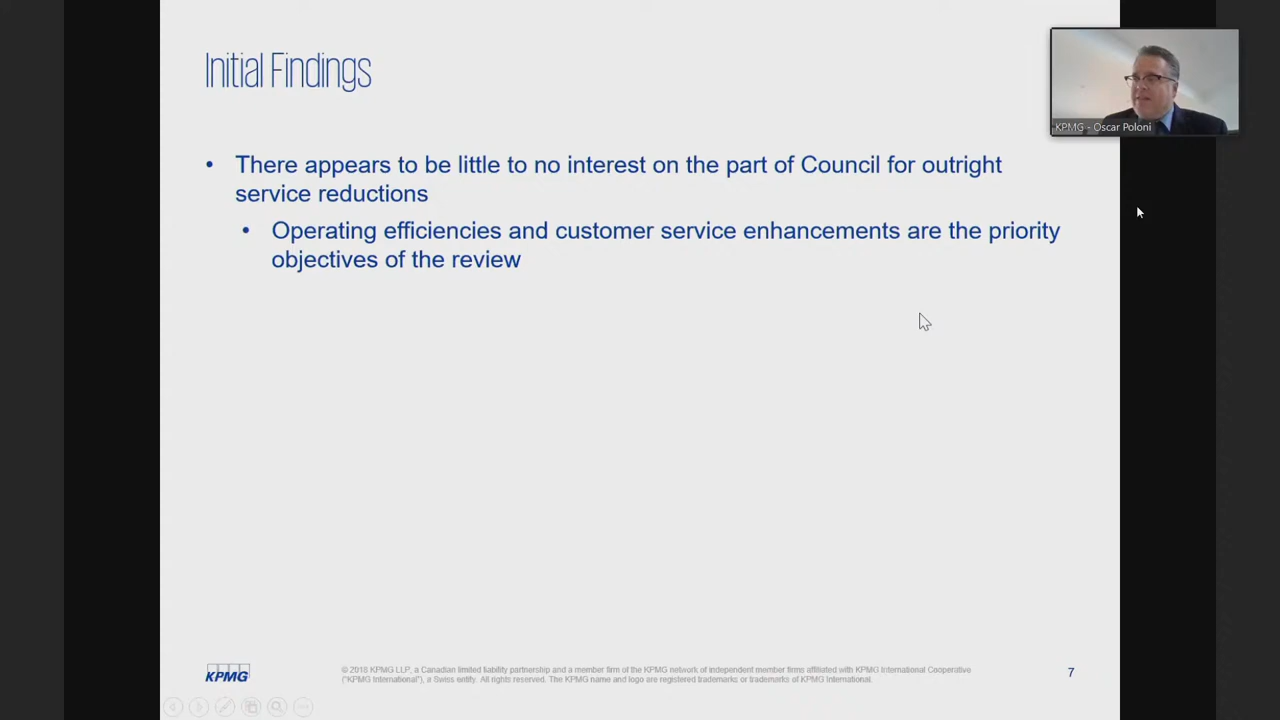 Initial Findings
KPMG - Oscar Poloni
• There appears to be little to no interest on the part of Council for outright
service reductions
• Operating efficiencies and customer service enhancements are the priority
objectives of the review
KPMG
© 2018 KPMG LLP, a Canadian limited liability partnership and a member firm of the KPMG network of independent member firms affiliated with KPMG International Cooperative
("KPMG International"), a Swiss entity. All rights reserved. The KPMG name and logo are registered trademarks or trademarks of KPMG International.
7